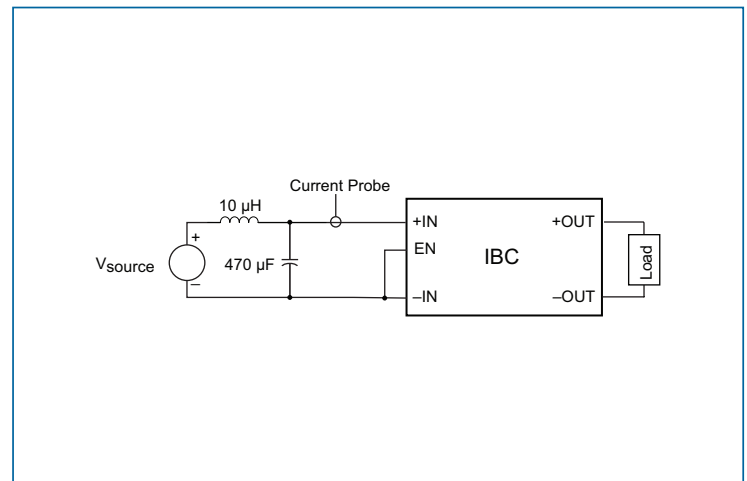 Current Probe
10 µH
+IN
+OUT
+
EN
IBC
Load
Vsource
470 µF
–
–IN
–OUT